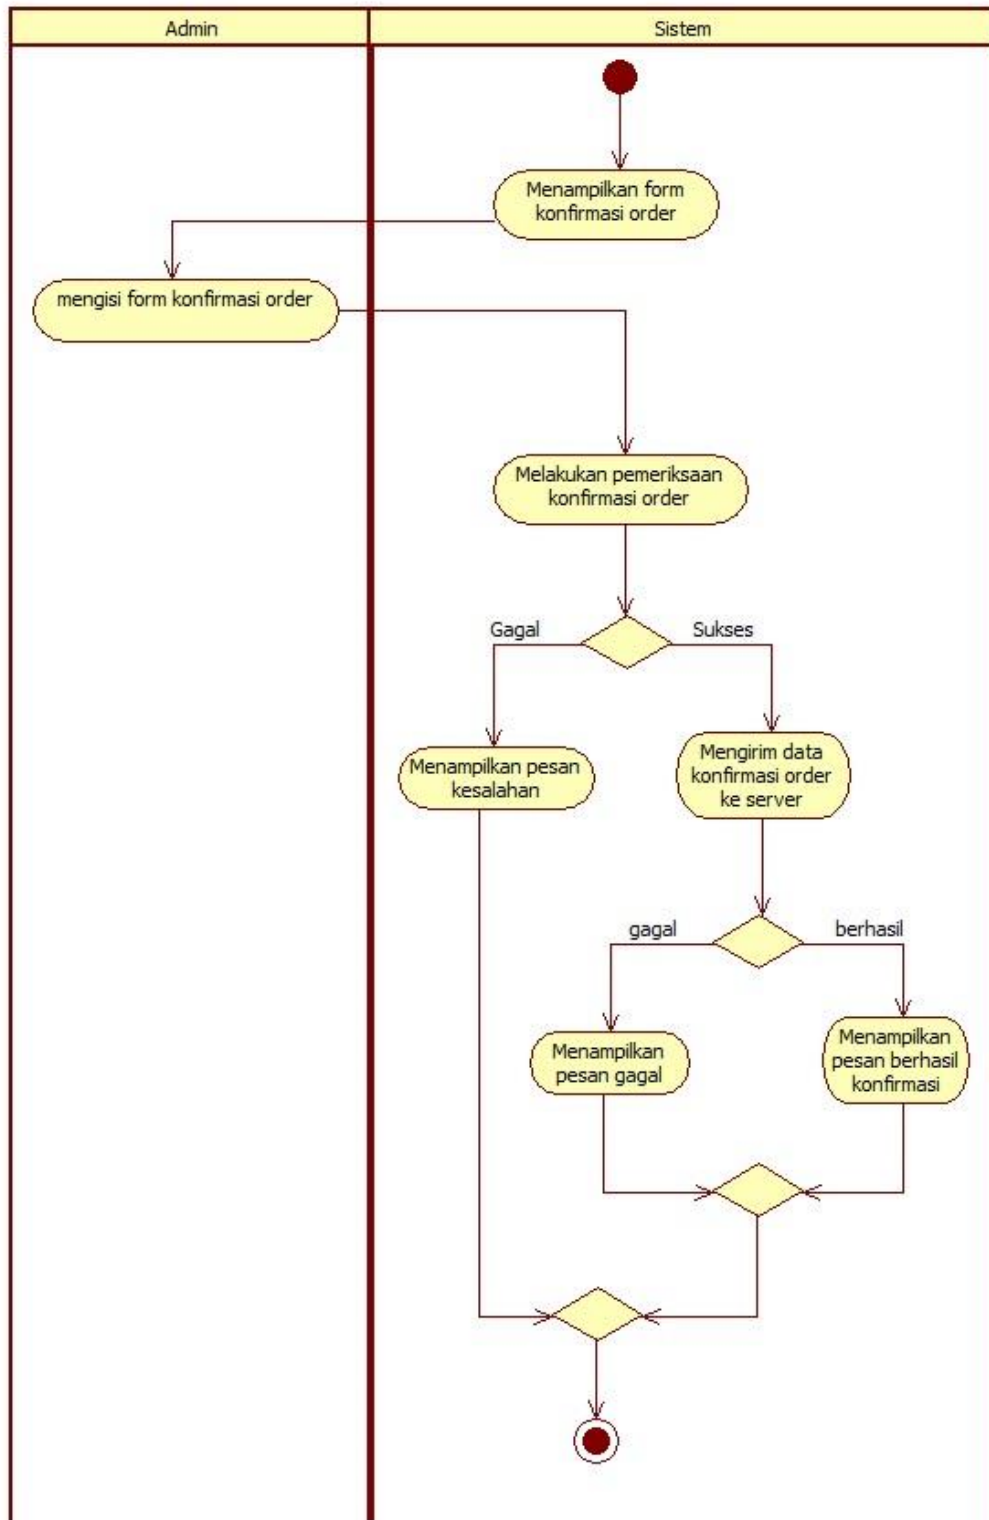 Admin
Sistem
Menampilkan form
konfirmasi order
mengisi form konfirmasi order
Melakukan pemeriksaan
konfirmasi order
Gagal
Sukses
Menampilkan pesan
kesalahan
Mengirim data
konfirmasi order
ke server
gagal
berhasil
Menampilkan
pesan gagal
Menampilkan
pesan berhasil
konfirmasi